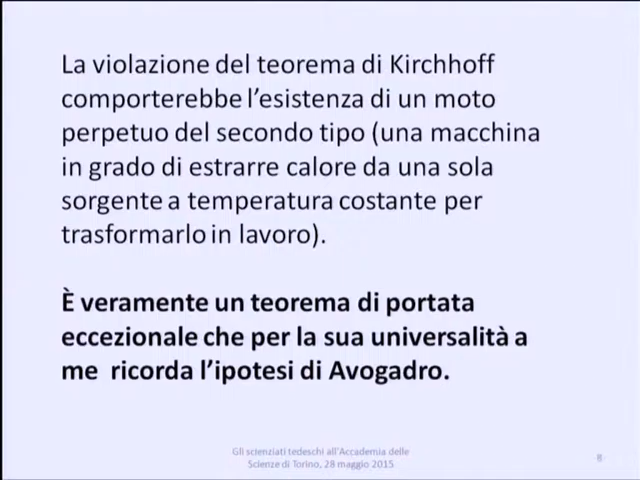 La violazione del teorema di Kirchhoff
comporterebbe l’esistenza di un moto
perpetuo del secondo tipo (una macchina
in grado di estrarre calore da una sola
sorgente a temperatura costante per
trasformarlo in lavoro).
È veramente un teorema di portata
eccezionale che per la sua universalità a
me ricorda l’ipotesi di Avogadro.
Gli scienziati tedeschi all'Accademia delle
Scienze di Torino, 28 maggio 2015
8